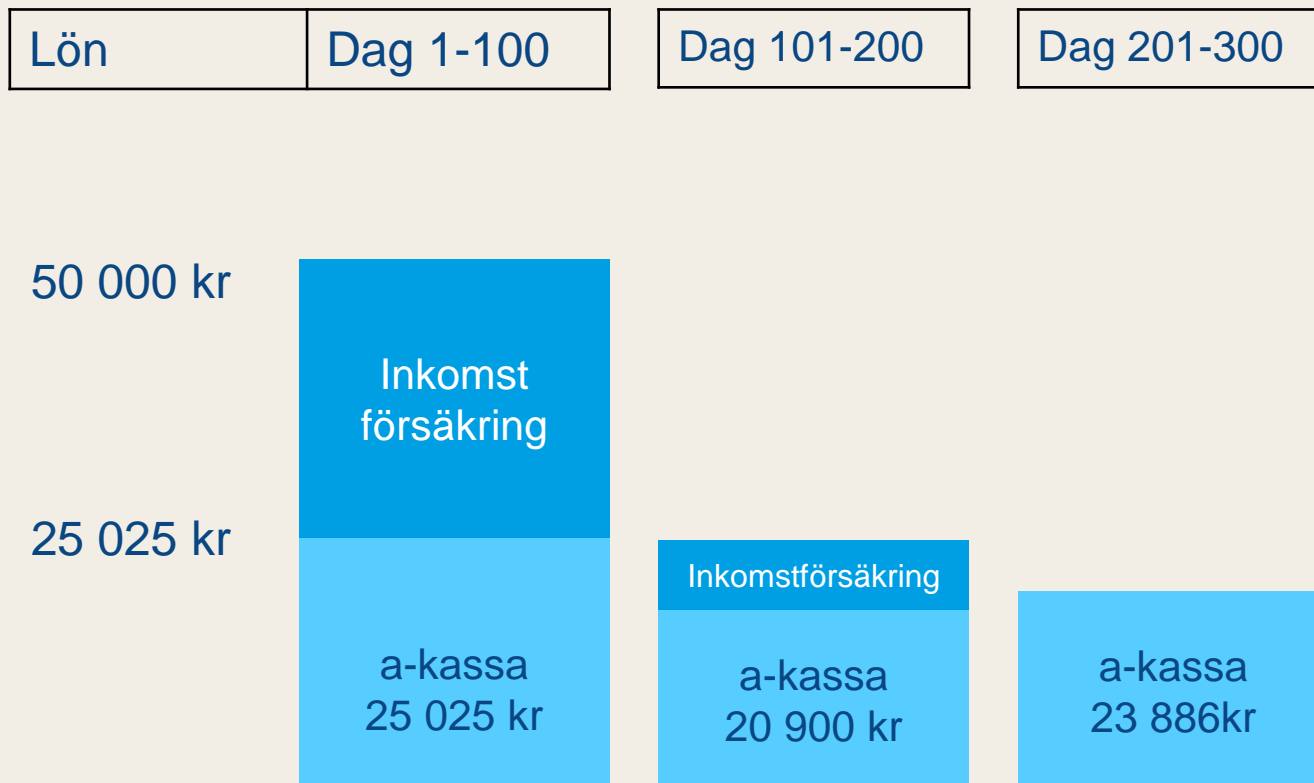 Lön
Dag 1-100
Dag 101-200
Dag 201-300
50 000 kr
Inkomst
försäkring
25 025 kr
Inkomstförsäkring
a-kassa
25 025 kr
a-kassa
20 900 kr
a-kassa
23 886kr